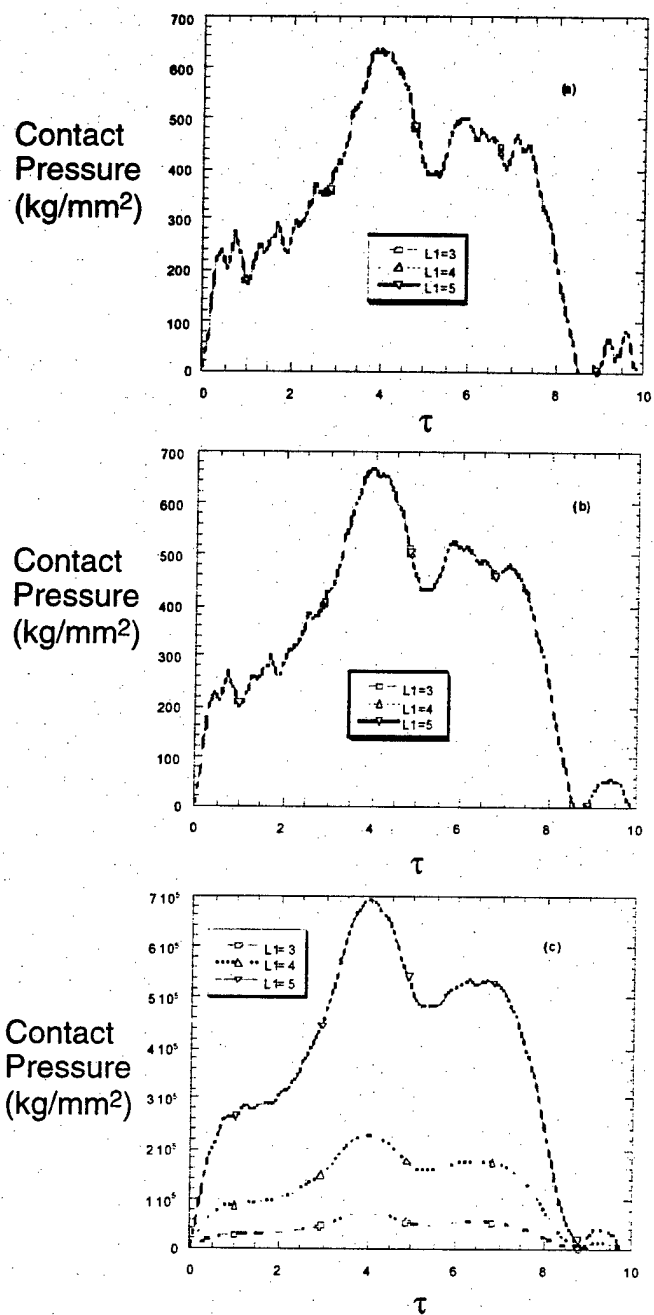 700
600
500
400
300
200
100
0
(a)
Contact
Pressure
(kg/mm²)
L1=3
L1=4
L1=5
0 2 4 6 8 10
τ
700
600
500
400
300
200
100
0
(b)
Contact
Pressure
(kg/mm²)
L1=3
L1=4
L1=5
0 2 4 6 8 10
τ
7 10⁵
6 10⁵
5 10⁵
4 10⁵
3 10⁵
2 10⁵
1 10⁵
0
L1= 3
L1= 4
L1= 5
(c)
Contact
Pressure
(kg/mm²)
0 2 4 6 8 10
τ